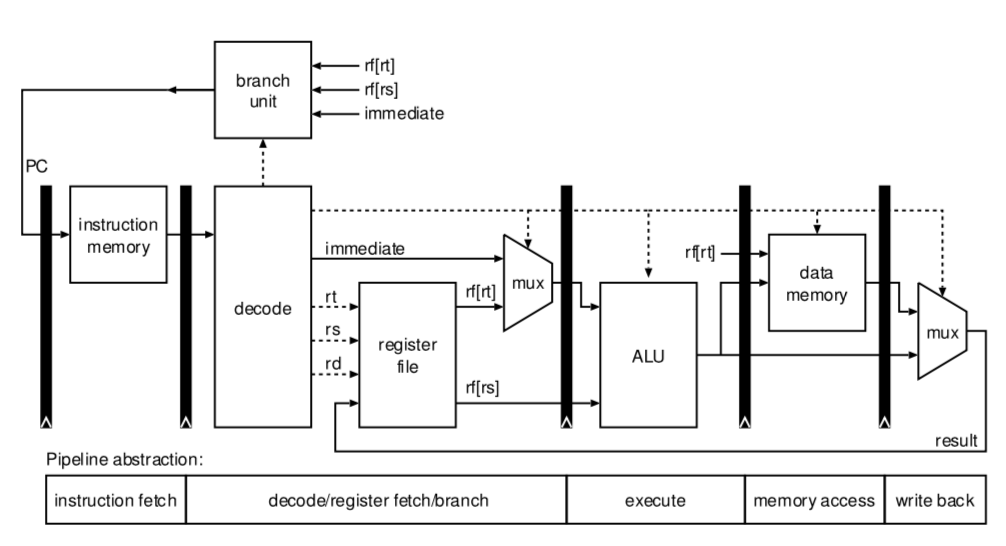 branch
unit
rf[rt]
rf[rs]
immediate
PC
instruction
memory
decode
immediate
rt
rs
rd
register
file
rf[rt]
rf[rs]
mux
ALU
rf[rt]
data
memory
mux
result
Pipeline abstraction:
instruction fetch
decode/register fetch/branch
execute
memory access
write back